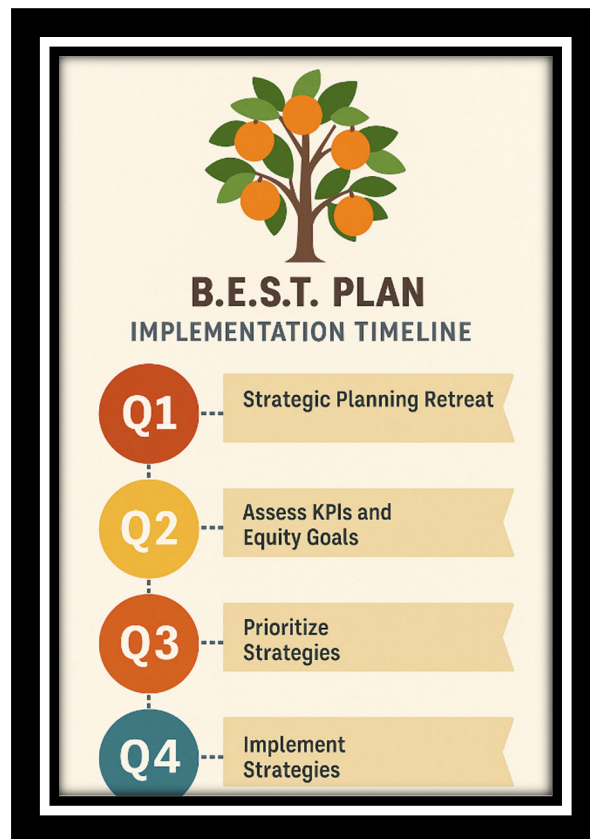 B.E.S.T. PLAN
IMPLEMENTATION TIMELINE
Q1
Strategic Planning Retreat
Q2
Assess KPIs and
Equity Goals
Q3
Prioritize
Strategies
Q4
Implement
Strategies